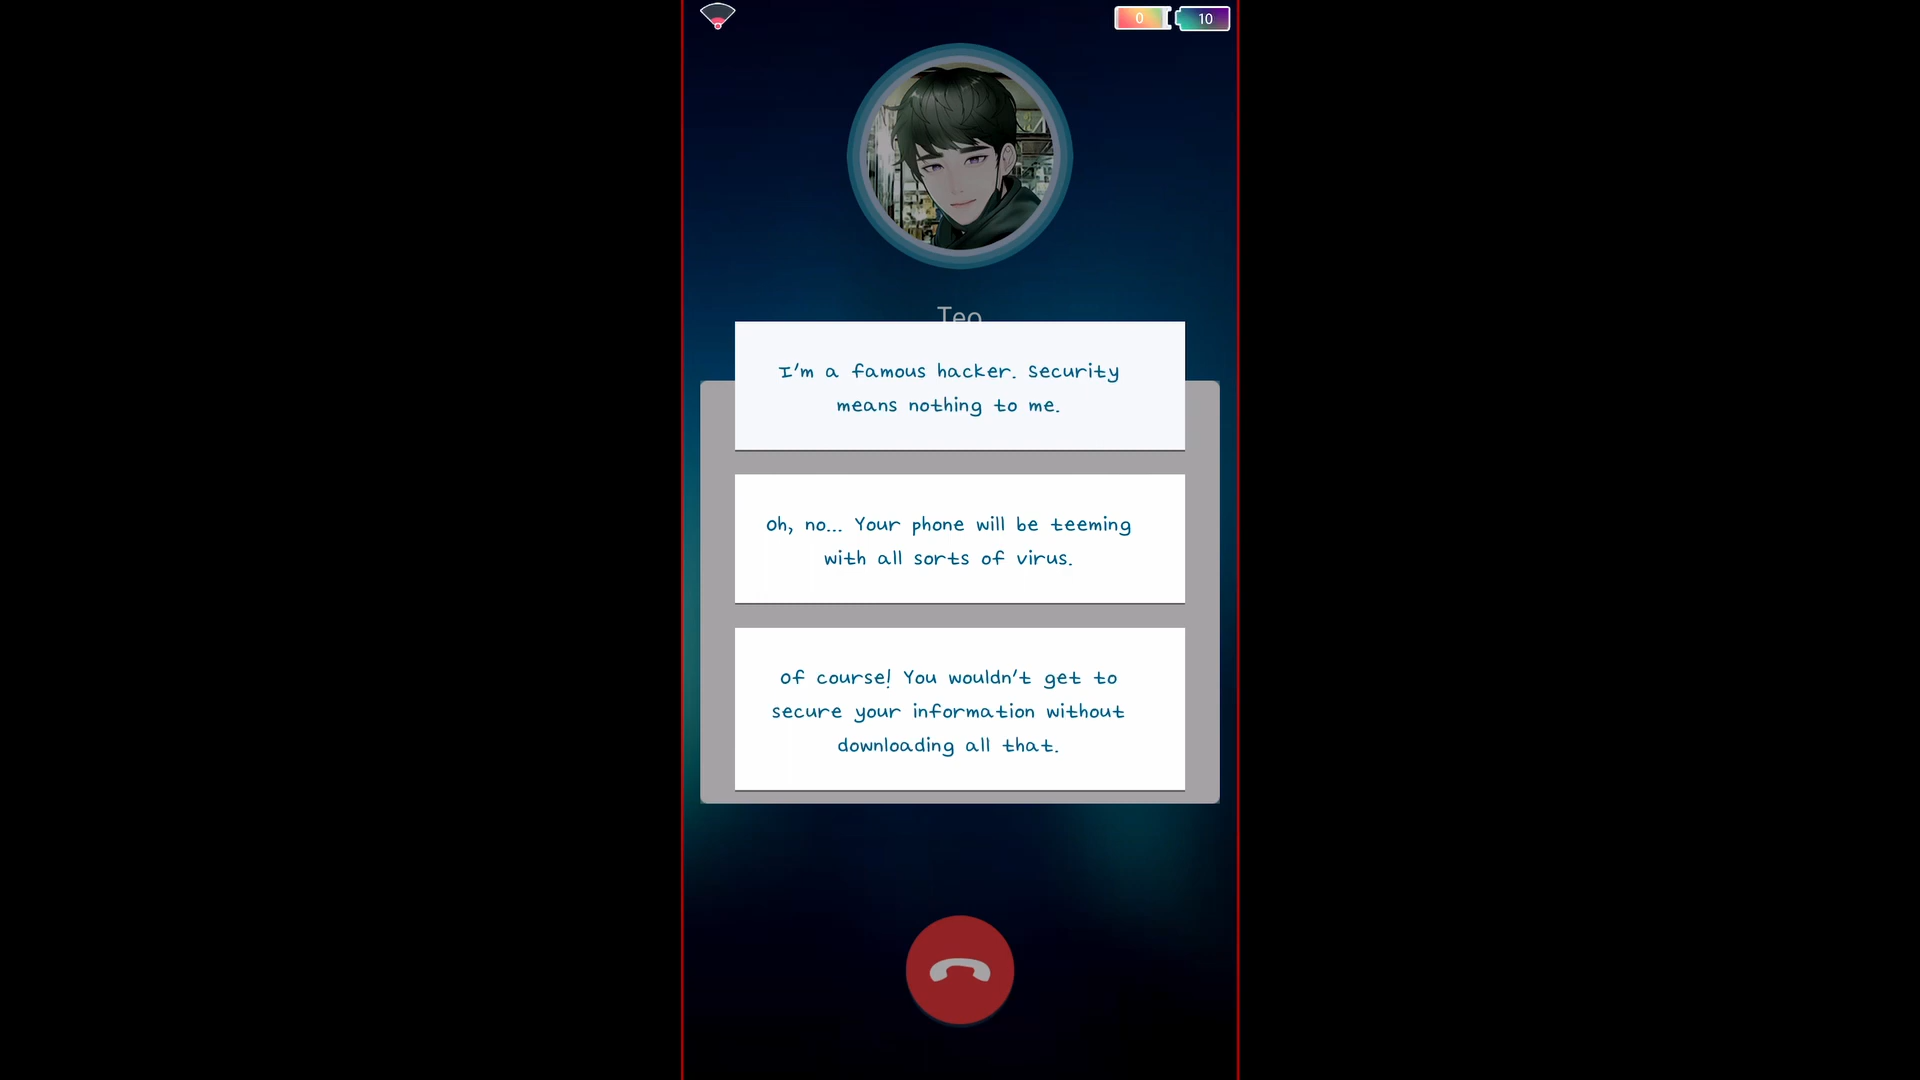 0
10
Teo
I'm a famous hacker. Security
means nothing to me.
Oh, no... Your phone will be teeming
with all sorts of virus.
Of course! You wouldn't get to
secure your information without
downloading all that.